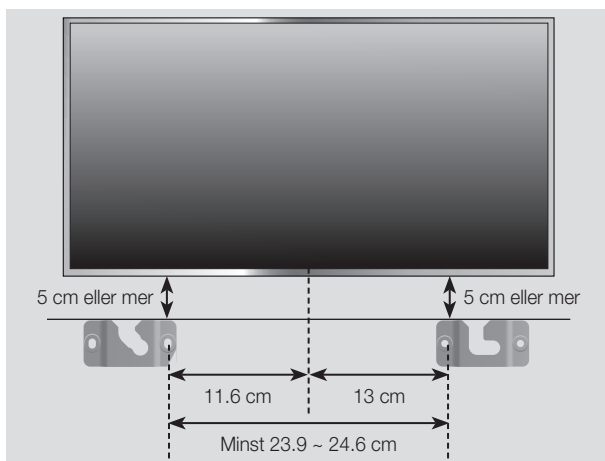 5 cm eller mer
5 cm eller mer
11.6 cm
13 cm
Minst 23.9 ~ 24.6 cm